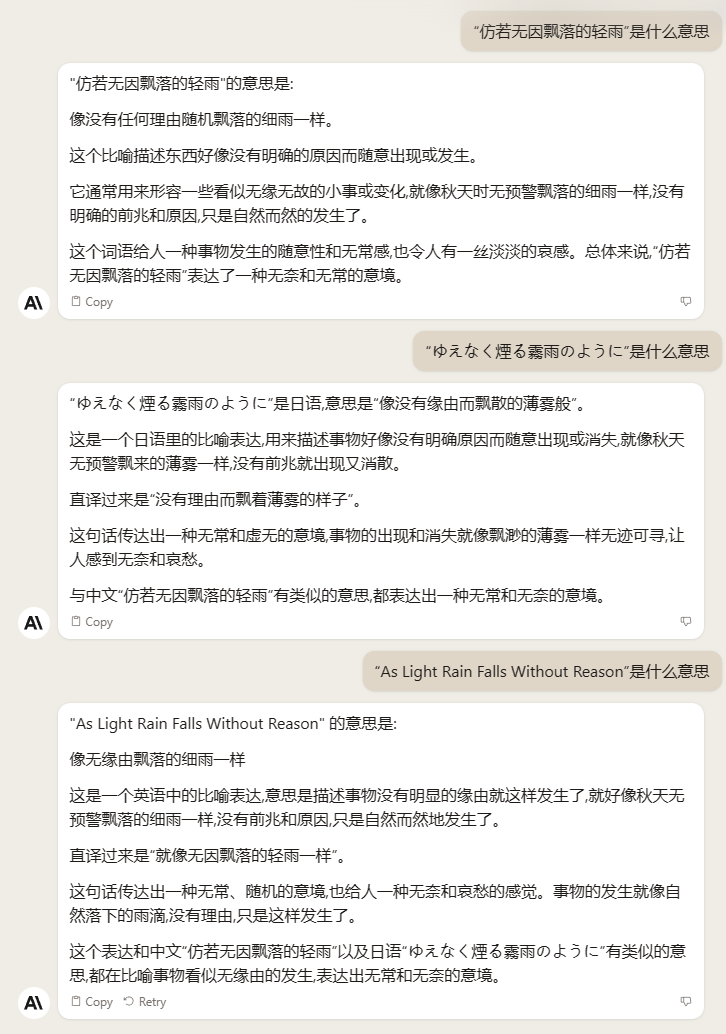 “仿若无因飘落的轻雨”是什么意思
"仿若无因飘落的轻雨"的意思是:
像没有任何理由随机飘落的细雨一样。
这个比喻描述东西好像没有明确的原因而随意出现或发生。
它通常用来形容一些看似无缘无故的小事或变化,就像秋天时无预警飘落的细雨一样,没有
明确的前兆和原因,只是自然而然的发生了。
这个词语给人一种事物发生的随意性和无常感,也令人有一丝淡淡的哀感。总体来说,“仿若
无因飘落的轻雨”表达了一种无奈和无常的意境。
Copy
“ゆえなく煙る霧雨のように”是什么意思
“ゆえなく煙る霧雨のように”是日语,意思是“像没有缘由而飘散的薄雾般”。
这是一个日语里的比喻表达,用来描述事物好像没有明确原因而随意出现或消失,就像秋天
无预警飘来的薄雾一样,没有前兆就出现又消散。
直译过来是“没有理由而飘着薄雾的样子”。
这句话传达出一种无常和虚无的意境,事物的出现和消失就像飘渺的薄雾一样无迹可寻,让
人感到无奈和哀愁。
与中文“仿若无因飘落的轻雨”有类似的意思,都表达出一种无常和无奈的意境。
Copy
“As Light Rain Falls Without Reason”是什么意思
"As Light Rain Falls Without Reason" 的意思是:
像无缘由飘落的细雨一样
这是一个英语中的比喻表达,意思是描述事物没有明显的缘由就这样发生了,就好像秋天无
预警飘落的细雨一样,没有前兆和原因,只是自然而然地发生了。
直译过来是“就像无因飘落的轻雨一样”。
这句话传达出一种无常、随机的意境,也给人一种无奈和哀愁的感觉。事物的发生就像自
然落下的雨滴,没有理由,只是这样发生了。
这个表达和中文“仿若无因飘落的轻雨”以及日语“ゆえなく煙る霧雨のように”有类似的意
思,都在比喻事物看似无缘由的发生,表达出无常和无奈的意境。
Copy Retry